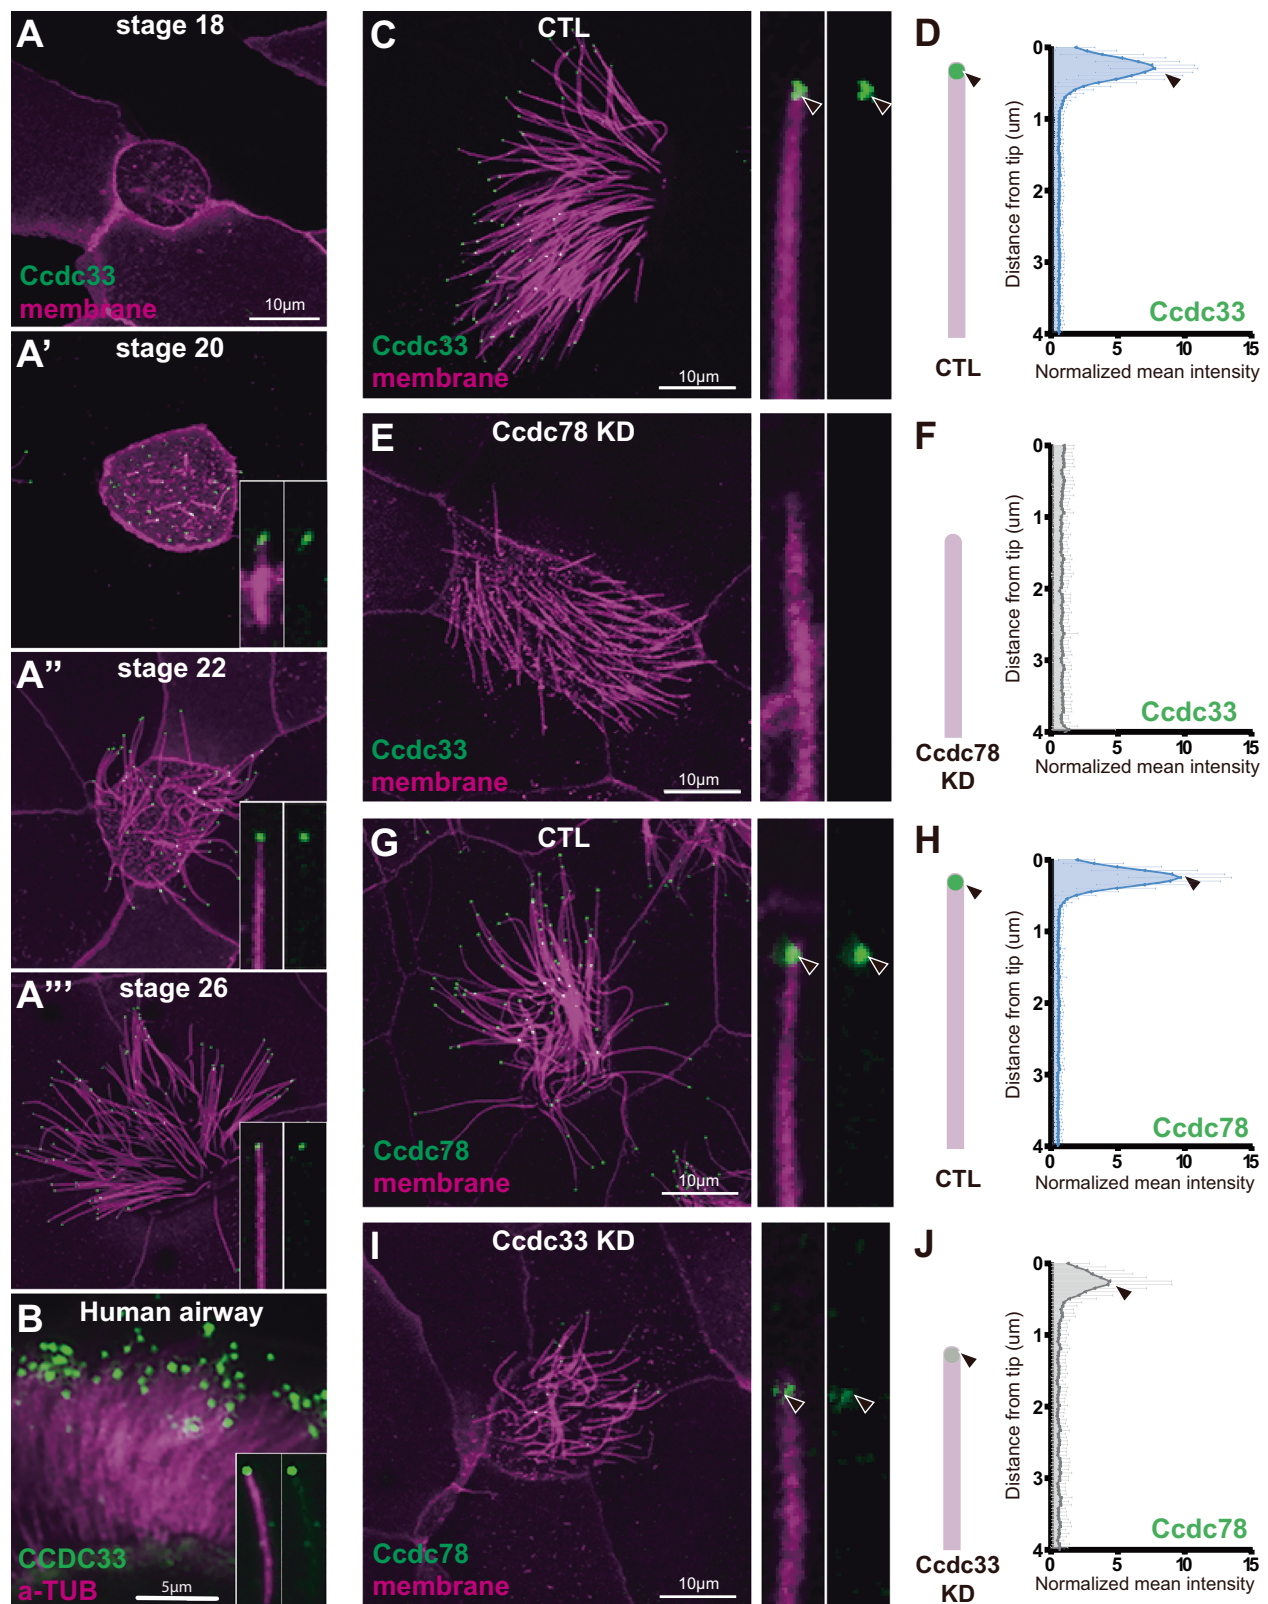 A
stage 18
Ccdc33
membrane
10µm
A’
stage 20
A’’
stage 22
A’’’
stage 26
B
Human airway
CCDC33
a-TUB
5µm
C
CTL
Ccdc33
membrane
10µm
D
CTL
Distance from tip (um)
0
1
2
3
4
0 5 10 15
Normalized mean intensity
Ccdc33
E
Ccdc78 KD
Ccdc33
membrane
10µm
F
Ccdc78
KD
Distance from tip (um)
0
1
2
3
4
0 5 10 15
Normalized mean intensity
Ccdc33
G
CTL
Ccdc78
membrane
10µm
H
CTL
Distance from tip (um)
0
1
2
3
4
0 5 10 15
Normalized mean intensity
Ccdc78
I
Ccdc33 KD
Ccdc78
membrane
10µm
J
Ccdc33
KD
Distance from tip (um)
0
1
2
3
4
0 5 10 15
Normalized mean intensity
Ccdc78